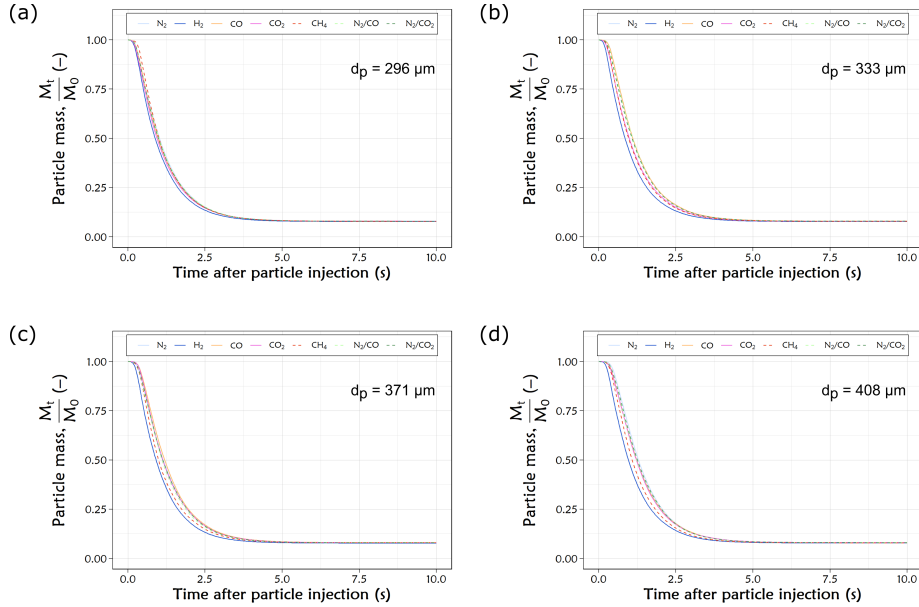 (a)
N₂ H₂ CO CO₂ CH₄ N₂/CO N₂/CO₂
dp = 296 µm
Particle mass, Mt/M0 (–)
1.00
0.75
0.50
0.25
0.00
0.0 2.5 5.0 7.5 10.0
Time after particle injection (s)
(b)
N₂ H₂ CO CO₂ CH₄ N₂/CO N₂/CO₂
dp = 333 µm
Particle mass, Mt/M0 (–)
1.00
0.75
0.50
0.25
0.00
0.0 2.5 5.0 7.5 10.0
Time after particle injection (s)
(c)
N₂ H₂ CO CO₂ CH₄ N₂/CO N₂/CO₂
dp = 371 µm
Particle mass, Mt/M0 (–)
1.00
0.75
0.50
0.25
0.00
0.0 2.5 5.0 7.5 10.0
Time after particle injection (s)
(d)
N₂ H₂ CO CO₂ CH₄ N₂/CO N₂/CO₂
dp = 408 µm
Particle mass, Mt/M0 (–)
1.00
0.75
0.50
0.25
0.00
0.0 2.5 5.0 7.5 10.0
Time after particle injection (s)